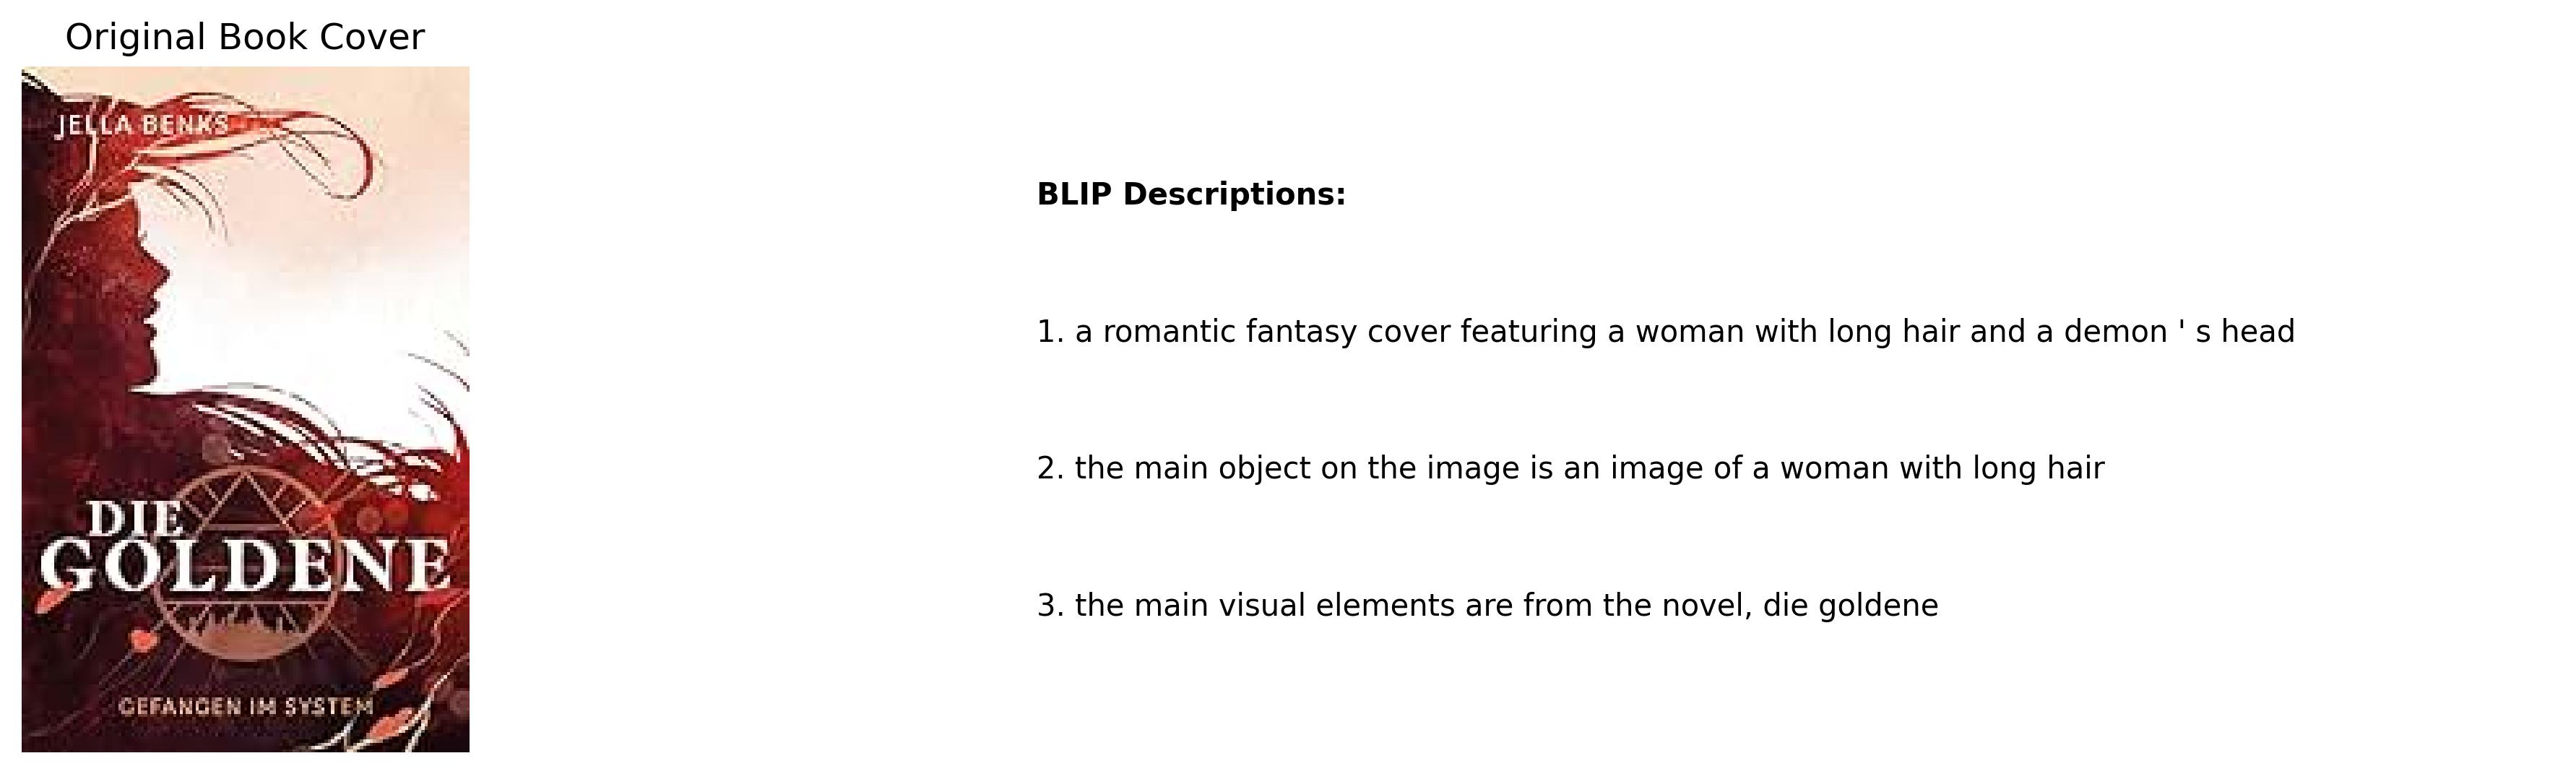 Original Book Cover
JELLA BENKS
DIE
GOLDENE
GEFANGEN IM SYSTEM
BLIP Descriptions:
1. a romantic fantasy cover featuring a woman with long hair and a demon ' s head
2. the main object on the image is an image of a woman with long hair
3. the main visual elements are from the novel, die goldene